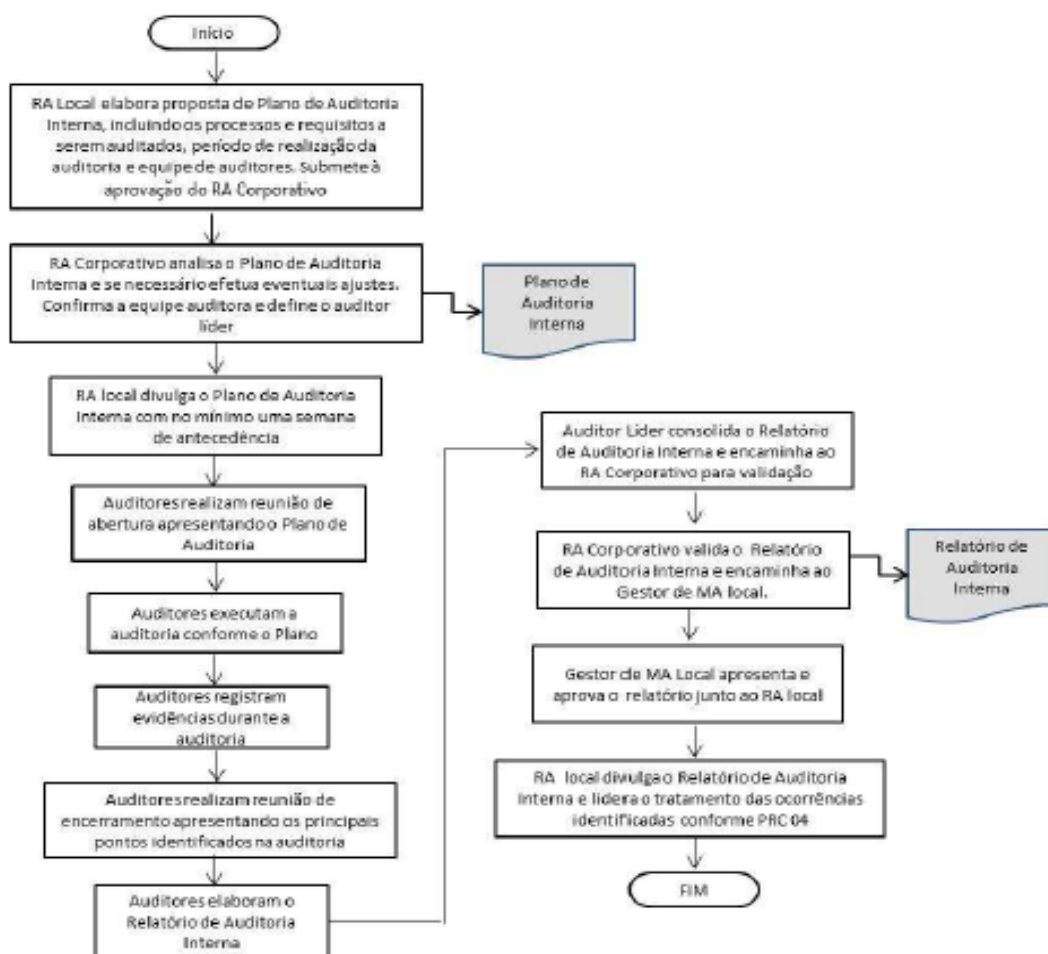 Início
RA Local elabora proposta de Plano de Auditoria
Interna, incluindo os processos e requisitos a
serem auditados, período de realização da
auditoria e equipe de auditores. Submete à
aprovação do RA Corporativo
RA Corporativo analisa o Plano de Auditoria
Interna e se necessário efetua eventuais ajustes.
Confirma a equipe auditora e define o auditor
líder
Plano de
Auditoria
Interna
RA local divulga o Plano de Auditoria
Interna com no mínimo uma semana
de antecedência
Auditores realizam reunião de
abertura apresentando o Plano de
Auditoria
Auditores executam a
auditoria conforme o Plano
Auditores registram
evidências durante a
auditoria
Auditores realizam reunião de
encerramento apresentando os principais
pontos identificados na auditoria
Auditores elaboram o
Relatório de Auditoria
Interna
Auditor Líder consolida o Relatório
de Auditoria Interna e encaminha ao
RA Corporativo para validação
RA Corporativo valida o Relatório
de Auditoria Interna e encaminha ao
Gestor de MA local.
Relatório de
Auditoria
Interna
Gestor de MA Local apresenta e
aprova o relatório junto ao RA local
RA local divulga o Relatório de Auditoria
Interna e lidera o tratamento das ocorrências
identificadas conforme PRC 04
FIM